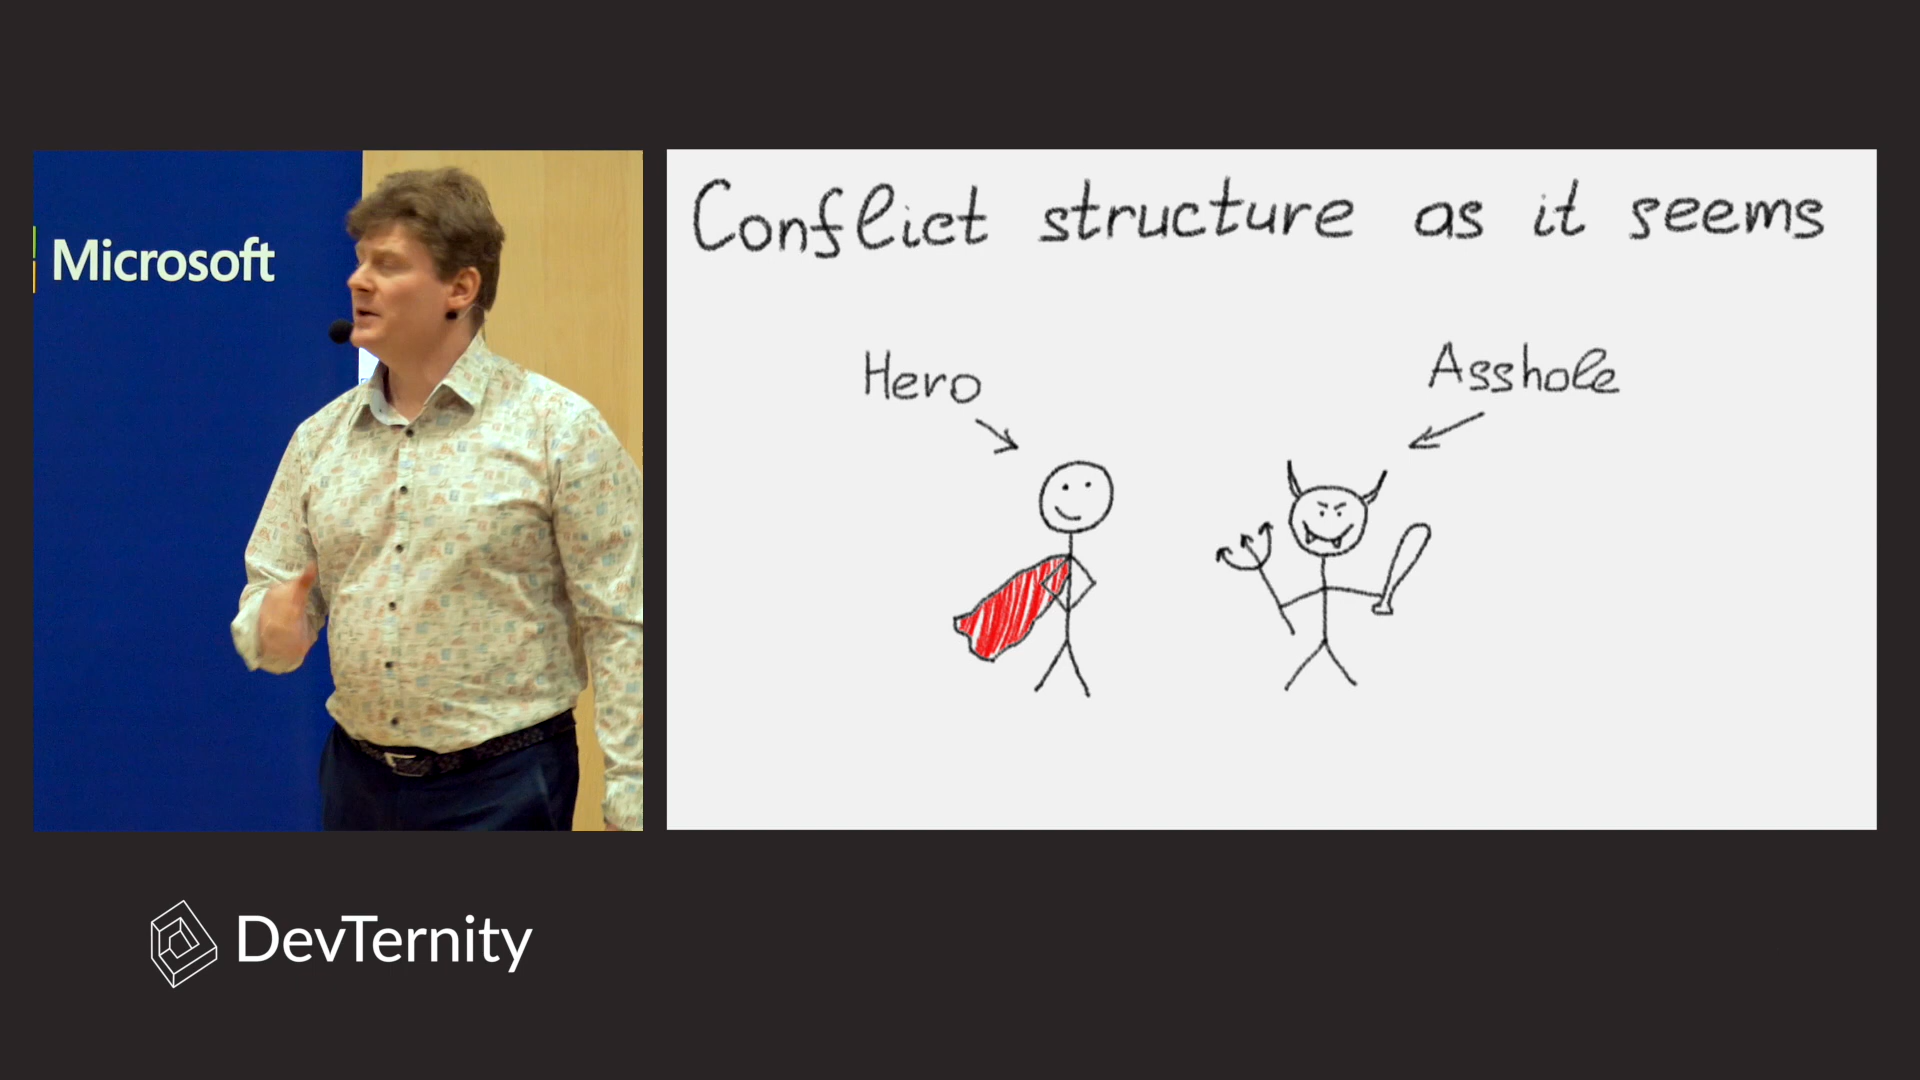 Microsoft
Conflict structure as it seems
Hero
Asshole
DevTernity